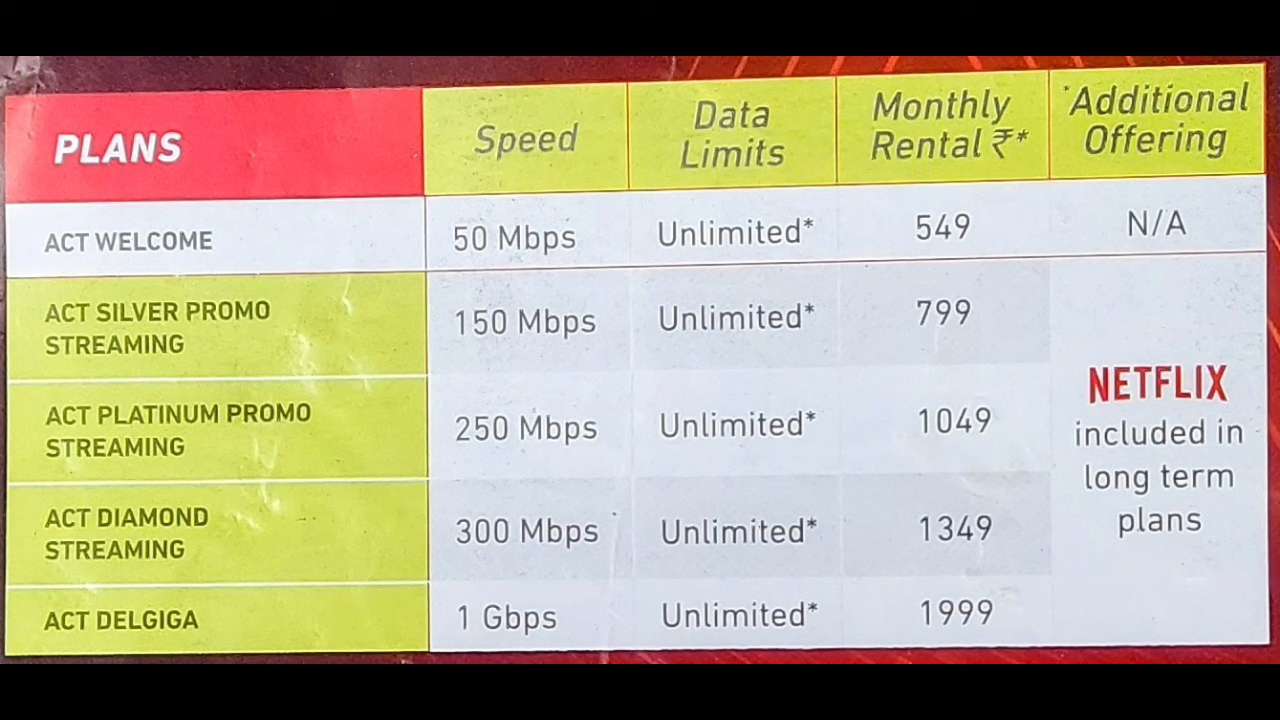 PLANS
Speed
Data
Limits
Monthly
Rental ₹*
*Additional
Offering
ACT WELCOME
50 Mbps
Unlimited*
549
N/A
ACT SILVER PROMO
STREAMING
150 Mbps
Unlimited*
799
ACT PLATINUM PROMO
STREAMING
250 Mbps
Unlimited*
1049
ACT DIAMOND
STREAMING
300 Mbps
Unlimited*
1349
ACT DELGIGA
1 Gbps
Unlimited*
1999
NETFLIX
included in
long term
plans